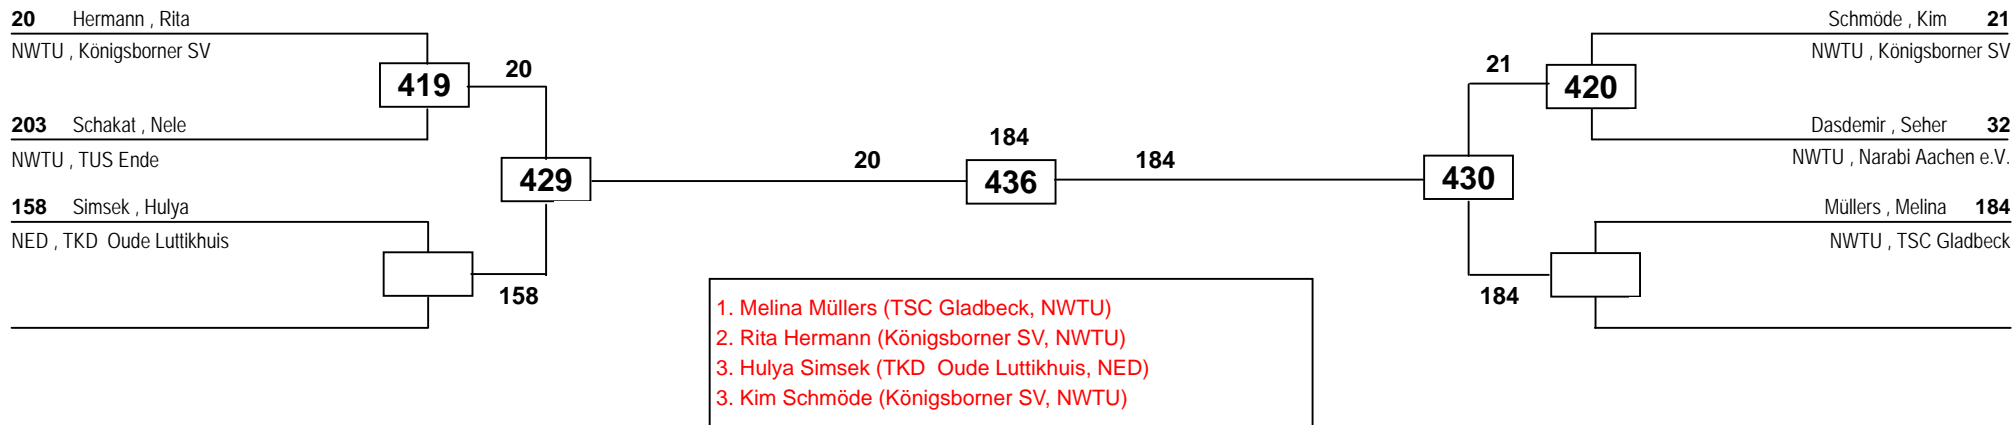 20 Hermann , Rita
NWTU , Königsborner SV
419
20
203 Schakat , Nele
NWTU , TUS Ende
429
20
158 Simsek , Hulya
NED , TKD  Oude Luttikhuis
158
184
436
184
Schmöde , Kim 21
NWTU , Königsborner SV
21
420
Dasdemir , Seher 32
NWTU , Narabi Aachen e.V.
430
Müllers , Melina 184
NWTU , TSC Gladbeck
184
1. Melina Müllers (TSC Gladbeck, NWTU)
2. Rita Hermann (Königsborner SV, NWTU)
3. Hulya Simsek (TKD  Oude Luttikhuis, NED)
3. Kim Schmöde (Königsborner SV, NWTU)